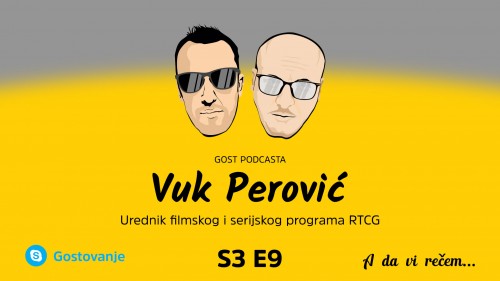 GOST PODCASTA
Vuk Perović
Urednik filmskog i serijskog programa RTCG
S Gostovanje
S3 E9
A da vi rečem...